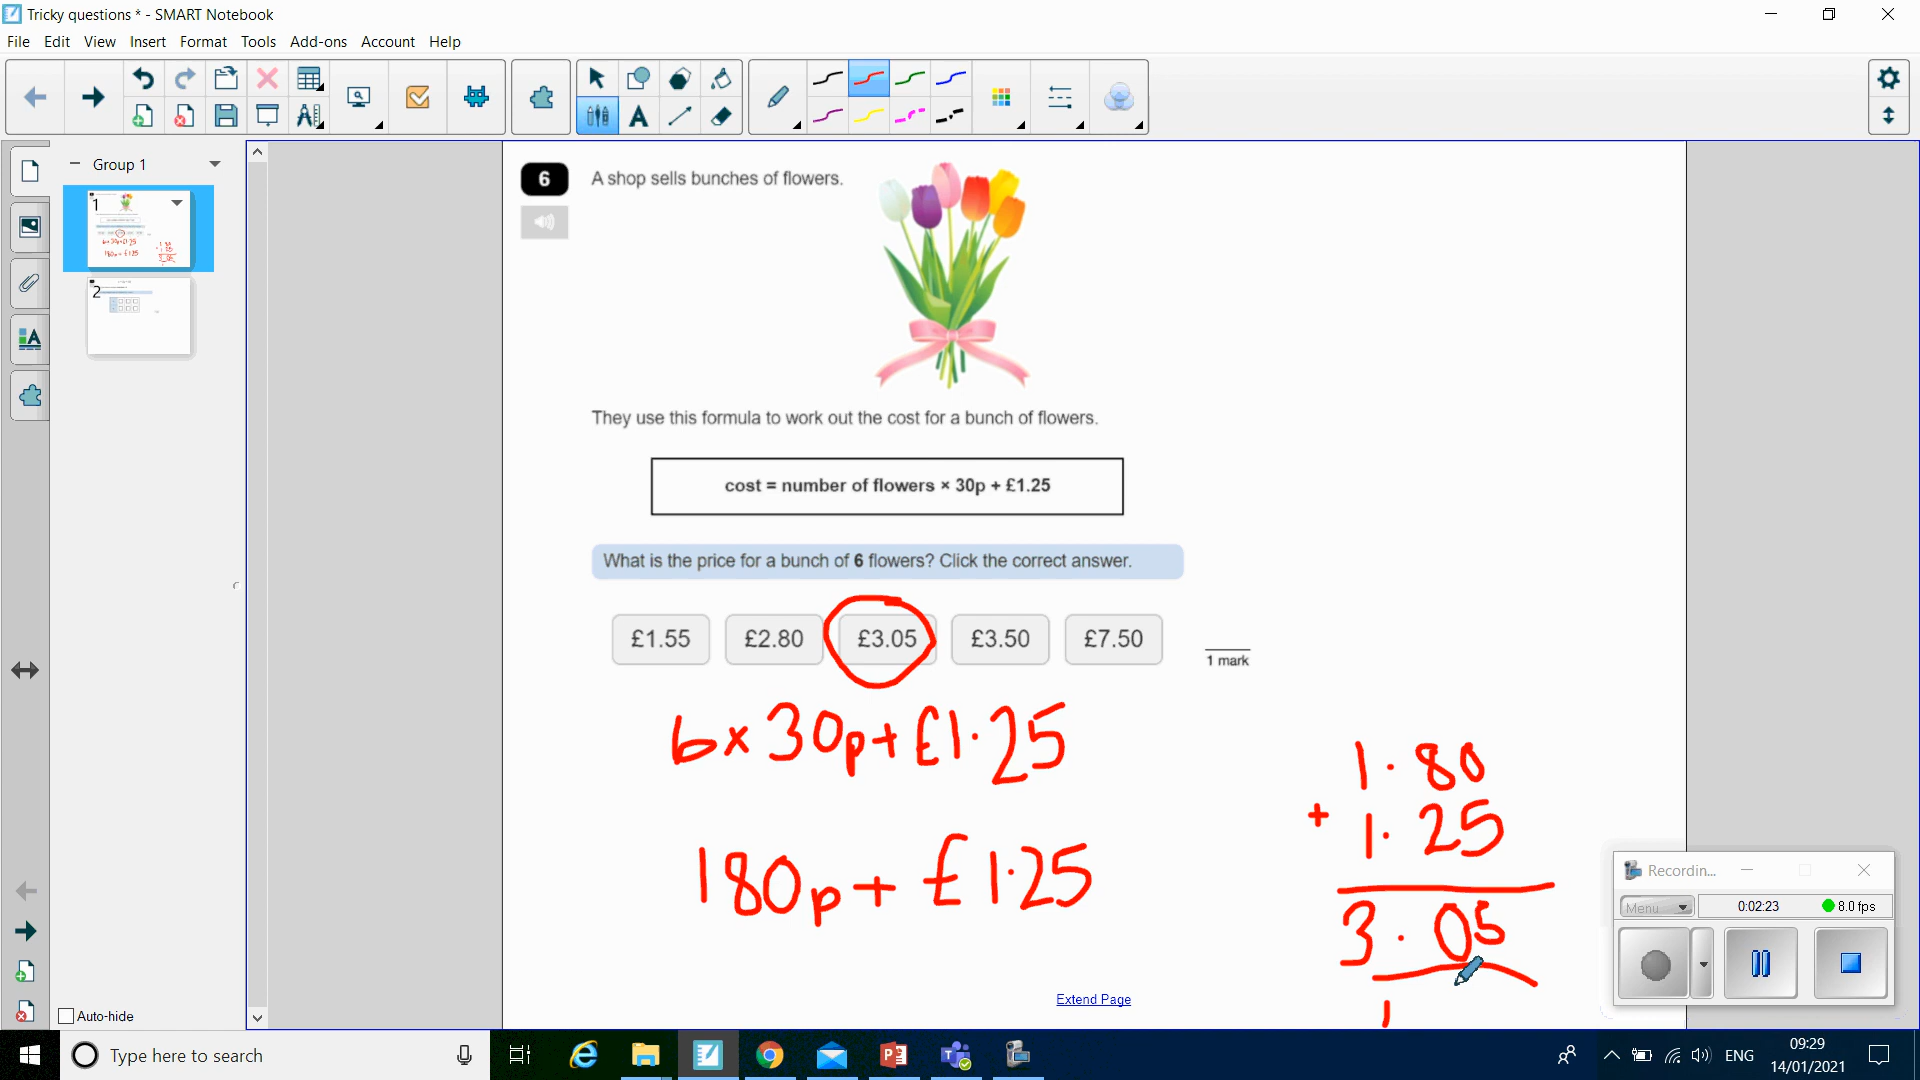 Tricky questions * - SMART Notebook
File Edit View Insert Format Tools Add-ons Account Help
Group 1
1
2
6 A shop sells bunches of flowers.
They use this formula to work out the cost for a bunch of flowers.
cost = number of flowers × 30p + £1.25
What is the price for a bunch of 6 flowers? Click the correct answer.
£1.55 £2.80 £3.05 £3.50 £7.50
1 mark
6 x 30p + £1.25
180p + £1.25
1.80
+ 1.25
3.05
1
Extend Page
Auto-hide
Recordin...
Menu 0:02:23 8.0 fps
Type here to search
ENG
09:29
14/01/2021